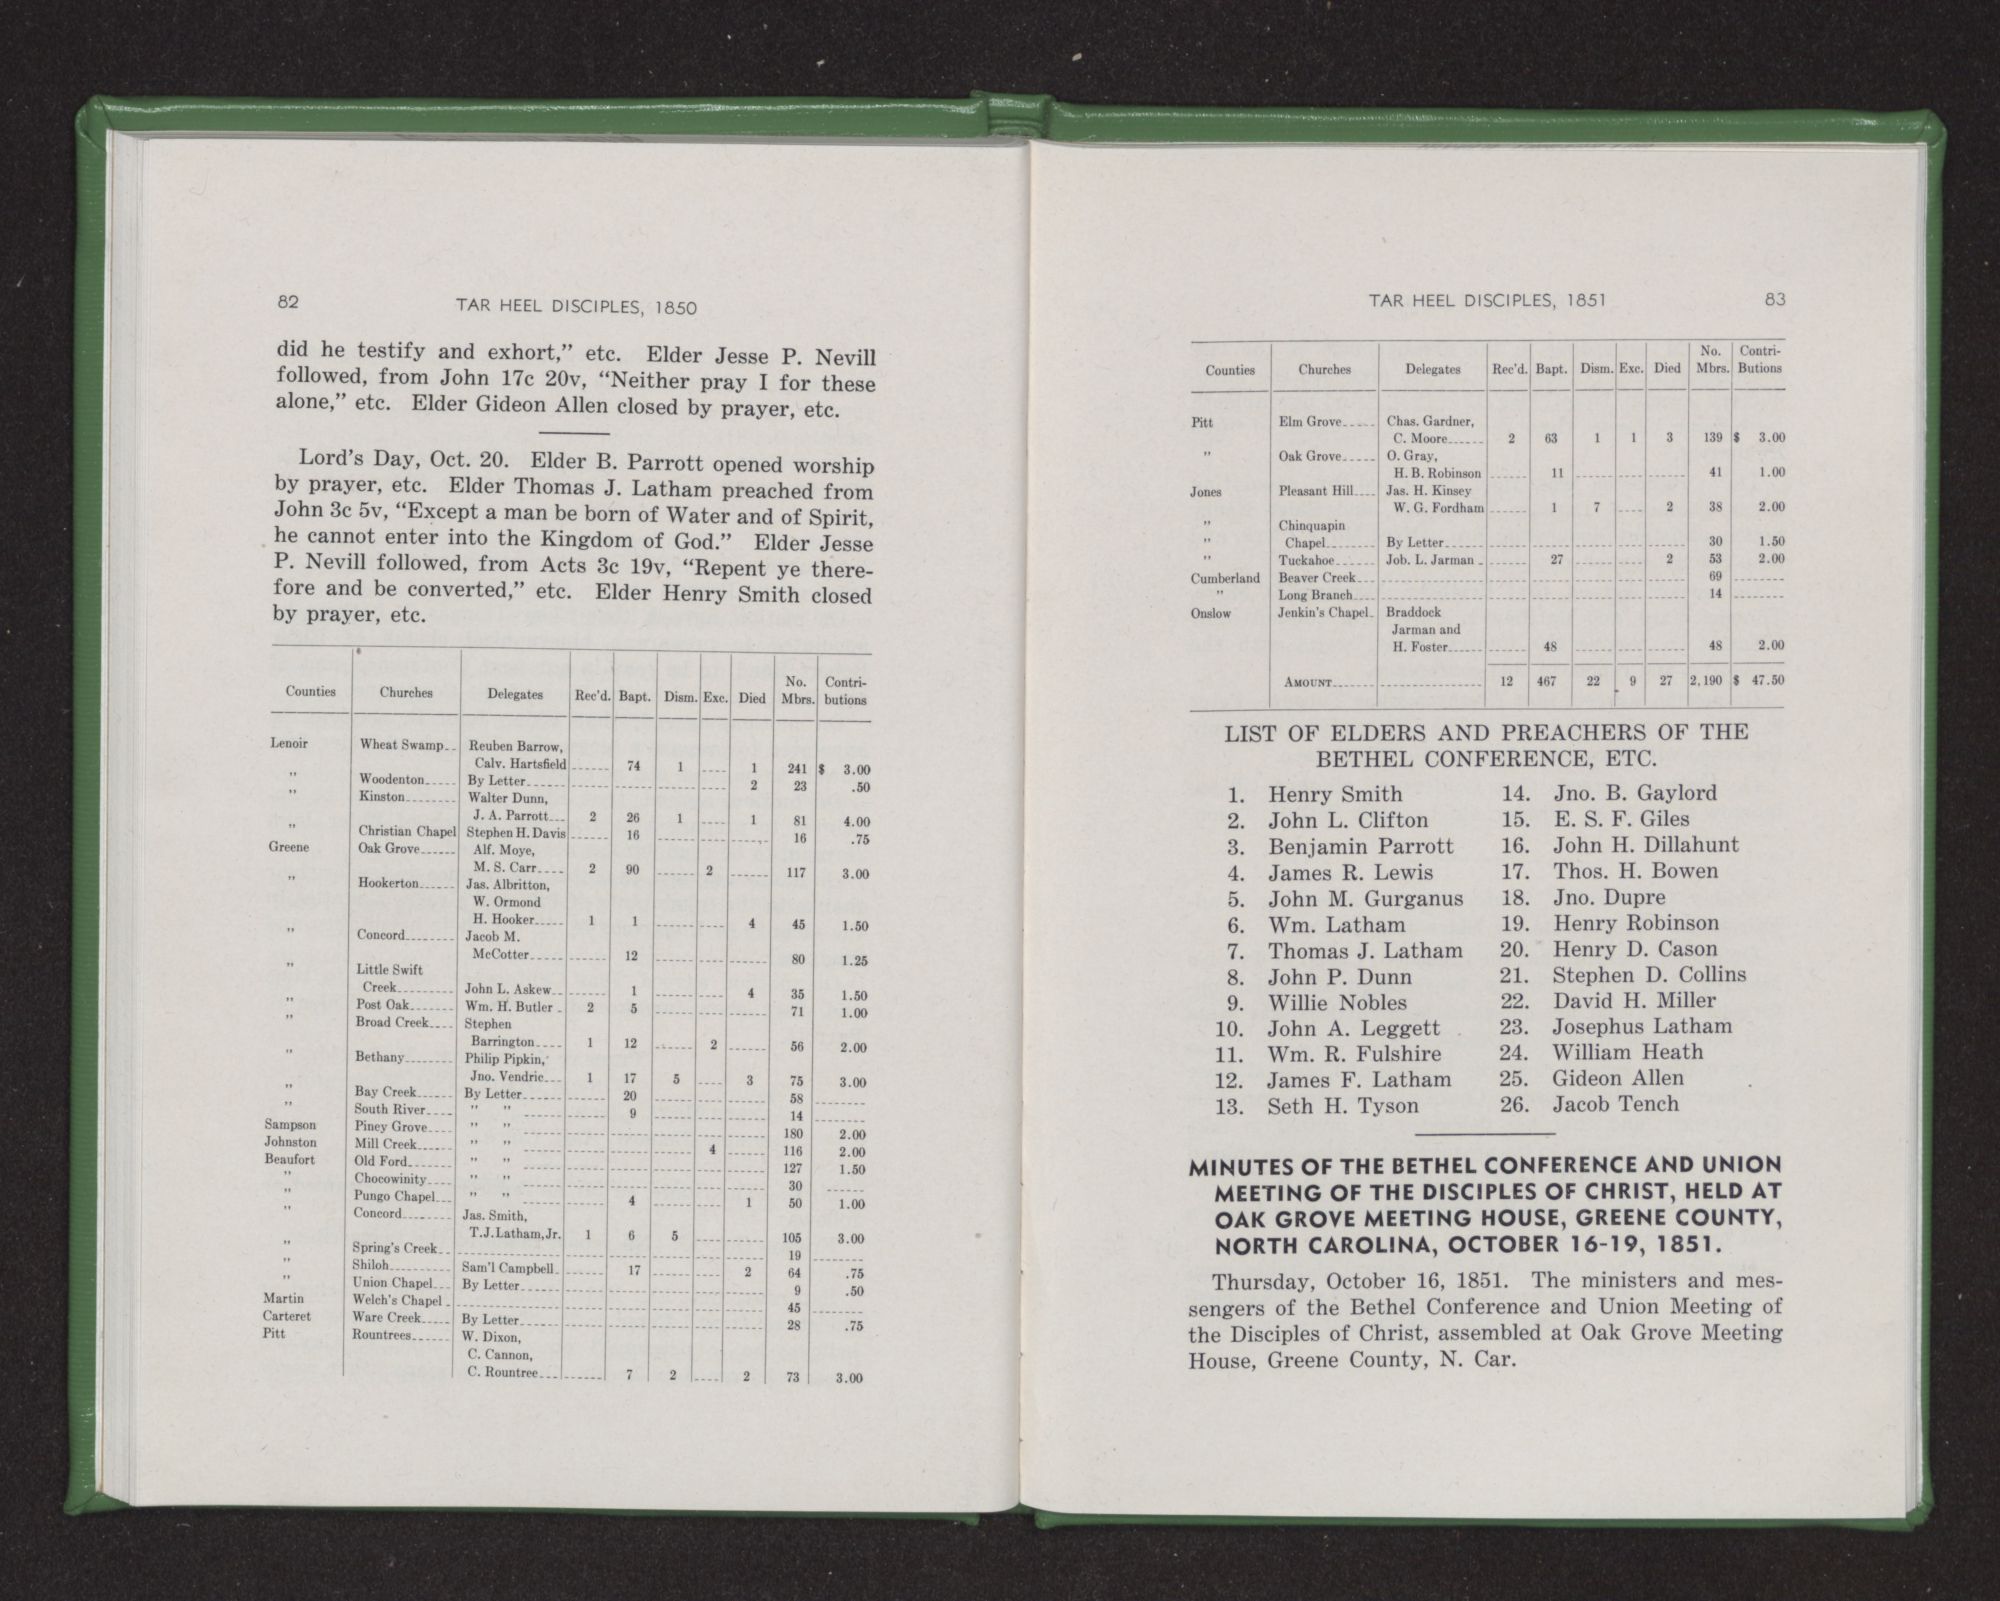 82 TAR HEEL DISCIPLES, 1850
did he testify and exhort,” etc. Elder Jesse P. Nevill
followed, from John 17c 20v, “Neither pray I for these
alone,” etc. Elder Gideon Allen closed by prayer, etc.
Lord’s Day, Oct. 20. Elder B. Parrott opened worship
by prayer, etc. Elder Thomas J. Latham preached from
John 3c 5v, “Except a man be born of Water and of Spirit,
he cannot enter into the Kingdom of God.” Elder Jesse
P. Nevill followed, from Acts 3c 19v, “Repent ye there-
fore and be converted,” etc. Elder Henry Smith closed
by prayer, etc.
Counties Churches Delegates Rec’d. Bapt. Dism. Exc. Died No. Mbrs. Contri-
butions
Lenoir Wheat Swamp Reuben Barrow,
Calv. Hartsfield 74 1 1 241 $ 3.00
” Woodenton By Letter 2 23 .50
” Kinston Walter Dunn,
J. A. Parrott 2 26 1 1 81 4.00
” Christian Chapel Stephen H. Davis 16 16 .75
Greene Oak Grove Alf. Moye,
M. S. Carr 2 90 2 117 3.00
” Hookerton Jas. Albritton,
W. Ormond
H. Hooker 1 1 4 45 1.50
” Concord Jacob M.
McCotter 12 80 1.25
” Little Swift
Creek John L. Askew 1 4 35 1.50
” Post Oak Wm. H. Butler 2 5 71 1.00
” Broad Creek Stephen
Barrington 1 12 2 56 2.00
” Bethany Philip Pipkin,
Jno. Vendric 1 17 5 3 75 3.00
” Bay Creek By Letter 20 58
” South River ” ” 9 14
Sampson Piney Grove ” ” 180 2.00
Johnston Mill Creek ” ” 4 116 2.00
Beaufort Old Ford ” ” 127 1.50
” Chocowinity ” ” 30
” Pungo Chapel ” ” 4 1 50 1.00
” Concord Jas. Smith,
T.J.Latham,Jr. 1 6 5 105 3.00
” Spring’s Creek 19
” Shiloh Sam’l Campbell 17 2 64 .75
” Union Chapel By Letter 9 .50
Martin Welch’s Chapel 45
Carteret Ware Creek By Letter 28 .75
Pitt Rountrees W. Dixon,
C. Cannon,
C. Rountree 7 2 2 73 3.00
TAR HEEL DISCIPLES, 1851 83
Counties Churches Delegates Rec’d. Bapt. Dism. Exc. Died No. Mbrs. Contri-
Butions
Pitt Elm Grove Chas. Gardner,
C. Moore 2 63 1 1 3 139 $ 3.00
” Oak Grove O. Gray,
H. B. Robinson 11 41 1.00
Jones Pleasant Hill Jas. H. Kinsey
W. G. Fordham 1 7 2 38 2.00
” Chinquapin
” Chapel By Letter 30 1.50
” Tuckahoe Job. L. Jarman 27 2 53 2.00
Cumberland Beaver Creek 69
” Long Branch 14
Onslow Jenkin’s Chapel Braddock
Jarman and
H. Foster 48 48 2.00
AMOUNT 12 467 22 9 27 2,190 $ 47.50
LIST OF ELDERS AND PREACHERS OF THE
BETHEL CONFERENCE, ETC.
1. Henry Smith
2. John L. Clifton
3. Benjamin Parrott
4. James R. Lewis
5. John M. Gurganus
6. Wm. Latham
7. Thomas J. Latham
8. John P. Dunn
9. Willie Nobles
10. John A. Leggett
11. Wm. R. Fulshire
12. James F. Latham
13. Seth H. Tyson
14. Jno. B. Gaylord
15. E. S. F. Giles
16. John H. Dillahunt
17. Thos. H. Bowen
18. Jno. Dupre
19. Henry Robinson
20. Henry D. Cason
21. Stephen D. Collins
22. David H. Miller
23. Josephus Latham
24. William Heath
25. Gideon Allen
26. Jacob Tench
MINUTES OF THE BETHEL CONFERENCE AND UNION
MEETING OF THE DISCIPLES OF CHRIST, HELD AT
OAK GROVE MEETING HOUSE, GREENE COUNTY,
NORTH CAROLINA, OCTOBER 16-19, 1851.
Thursday, October 16, 1851. The ministers and mes-
sengers of the Bethel Conference and Union Meeting of
the Disciples of Christ, assembled at Oak Grove Meeting
House, Greene County, N. Car.